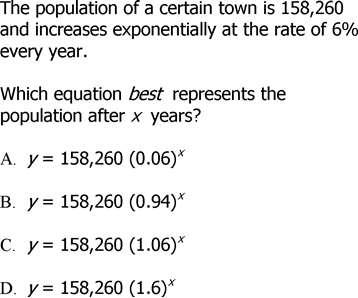 The population of a certain town is 158,260
and increases exponentially at the rate of 6%
every year.
Which equation best represents the
population after x years?
A. y = 158,260 (0.06)ˣ
B. y = 158,260 (0.94)ˣ
C. y = 158,260 (1.06)ˣ
D. y = 158,260 (1.6)ˣ